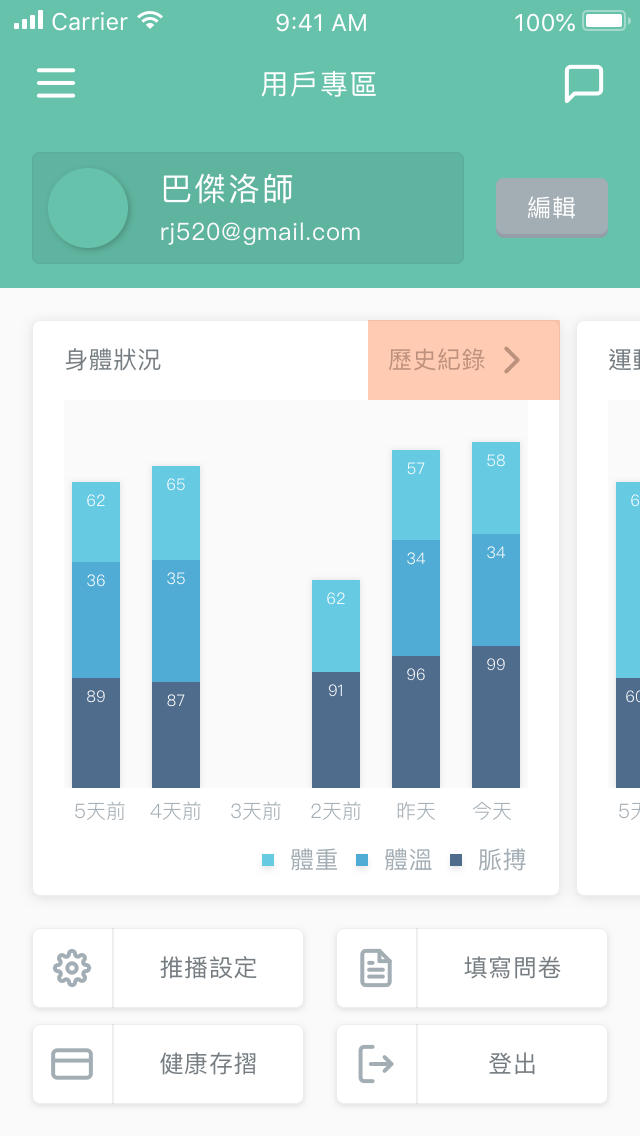 Carrier 9:41 AM 100%
用戶專區
巴傑洛師
rj520@gmail.com
編輯
身體狀況
歷史紀錄
62 65 57 58
36 35 62 34 34
89 87 91 96 99
5天前 4天前 3天前 2天前 昨天 今天
體重 體溫 脈搏
推播設定
填寫問卷
健康存摺
登出